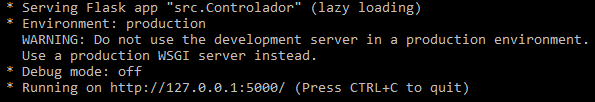 * Serving Flask app "src.Controlador" (lazy loading)
* Environment: production
WARNING: Do not use the development server in a production environment.
Use a production WSGI server instead.
* Debug mode: off
* Running on http://127.0.0.1:5000/ (Press CTRL+C to quit)